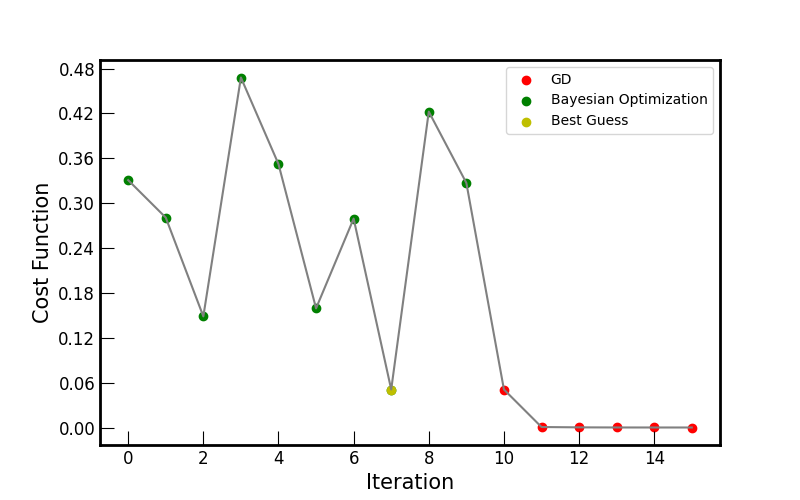 0.48
0.42
0.36
0.30
0.24
0.18
0.12
0.06
0.00
Cost Function
GD
Bayesian Optimization
Best Guess
0 2 4 6 8 10 12 14
Iteration